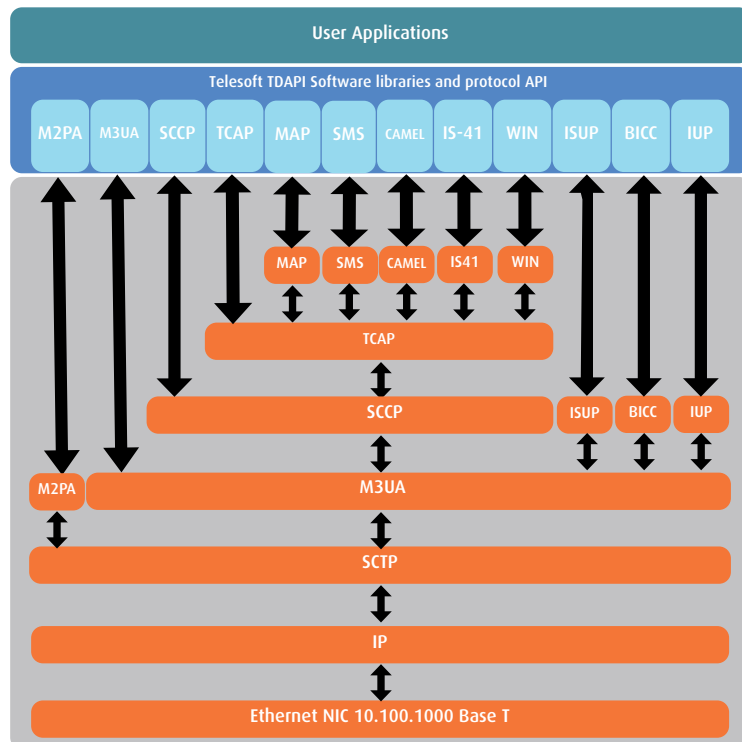 User Applications
Telesoft TDAPI Software libraries and protocol API
M2PA M3UA SCCP TCAP MAP SMS CAMEL IS-41 WIN ISUP BICC IUP
MAP SMS CAMEL IS41 WIN
TCAP
SCCP ISUP BICC IUP
M2PA M3UA
SCTP
IP
Ethernet NIC 10.100.1000 Base T